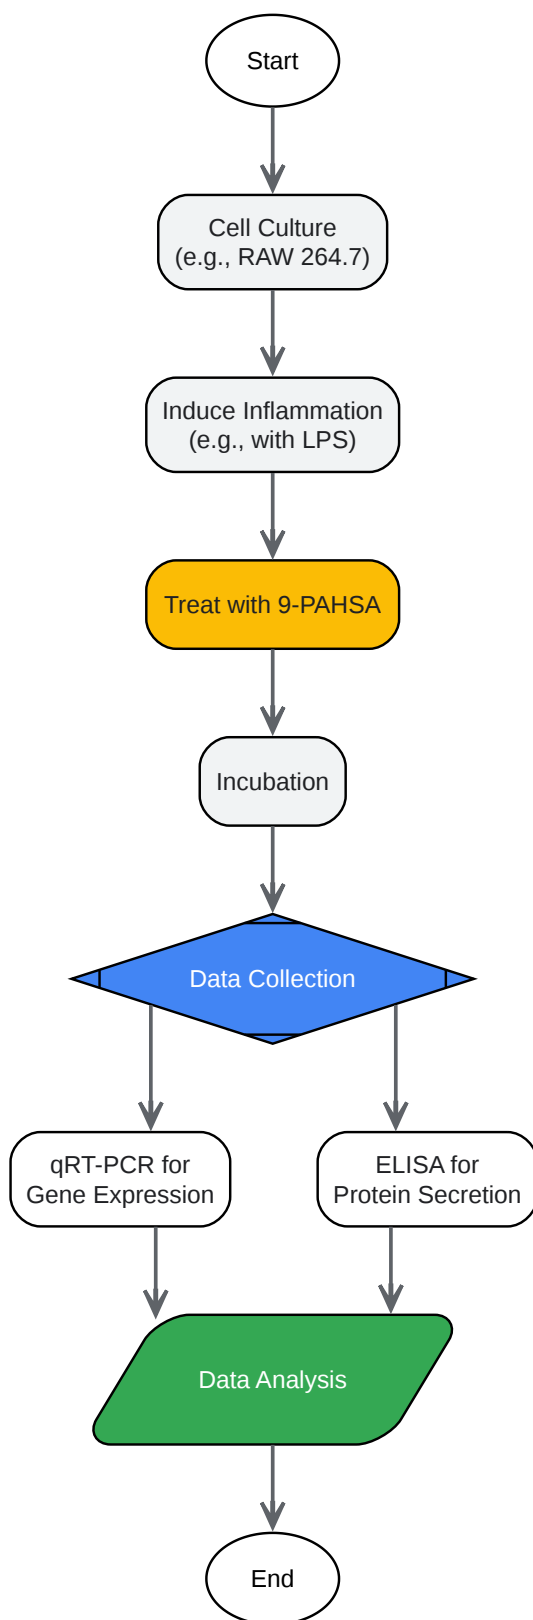 Start
Cell Culture
(e.g., RAW 264.7)
Induce Inflammation
(e.g., with LPS)
Treat with 9-PAHSA
Incubation
Data Collection
qRT-PCR for
Gene Expression
ELISA for
Protein Secretion
Data Analysis
End